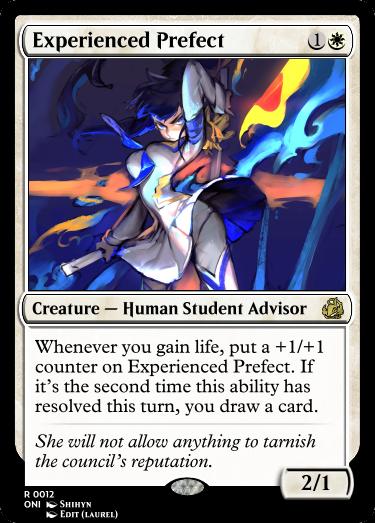 Experienced Prefect 1
Creature — Human Student Advisor
Whenever you gain life, put a +1/+1
counter on Experienced Prefect. If
it's the second time this ability has
resolved this turn, you draw a card.
She will not allow anything to tarnish
the council's reputation.
2/1
R 0012
ONI Shihyn
Edit (Laurel)